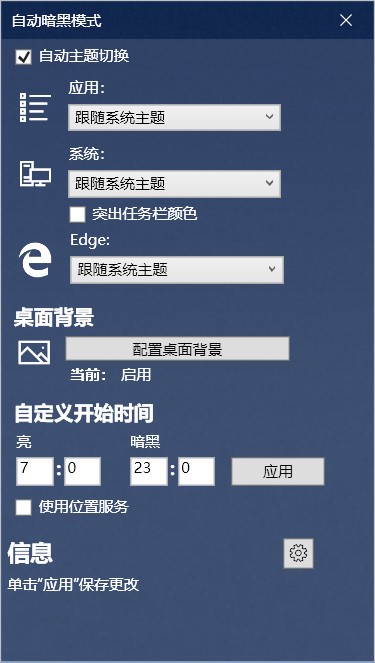 自动暗黑模式
自动主题切换
应用:
跟随系统主题
系统:
跟随系统主题
突出任务栏颜色
Edge:
跟随系统主题
桌面背景
配置桌面背景
当前: 启用
自定义开始时间
亮 暗黑
7 : 0 23 : 0 应用
使用位置服务
信息
单击“应用”保存更改